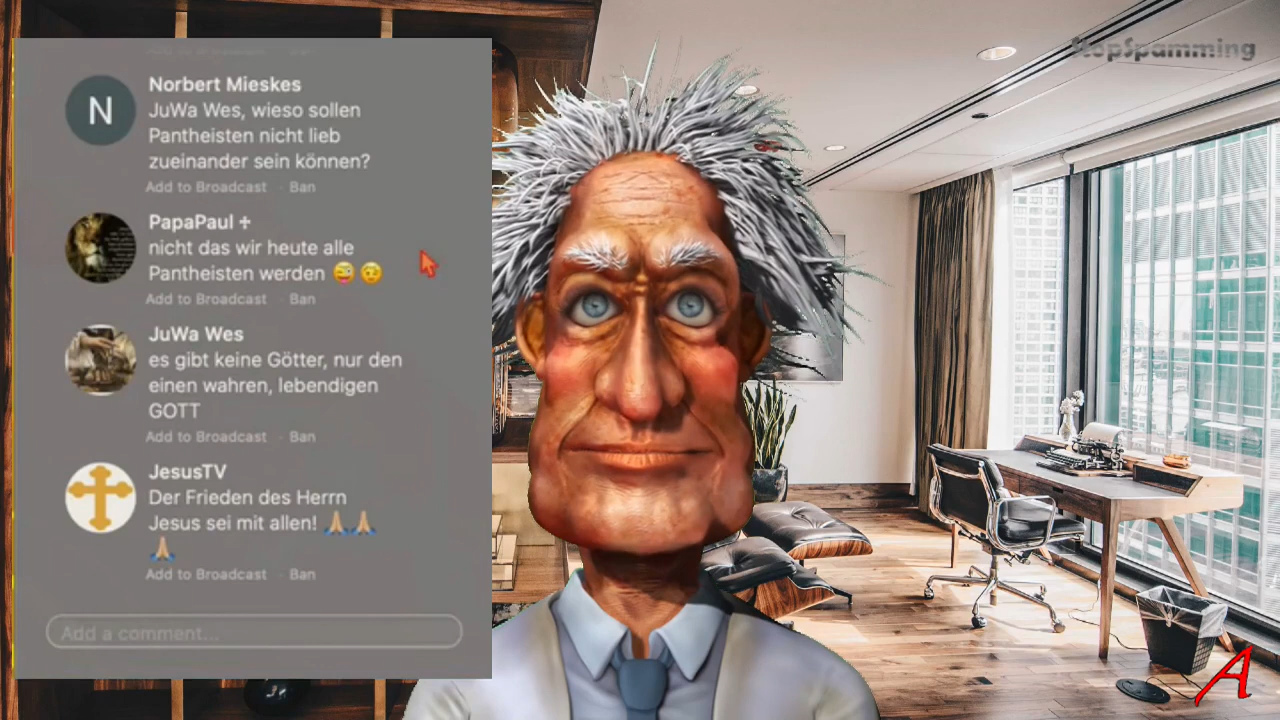 StopSpamming
Norbert Mieskes
JuWa Wes, wieso sollen
Pantheisten nicht lieb
zueinander sein können?
Add to Broadcast · Ban
PapaPaul ÷
nicht das wir heute alle
Pantheisten werden 😜🤨
Add to Broadcast · Ban
JuWa Wes
es gibt keine Götter, nur den
einen wahren, lebendigen
GOTT
Add to Broadcast · Ban
JesusTV
Der Frieden des Herrn
Jesus sei mit allen! 🙏🏼🙏🏼
🙏🏼
Add to Broadcast · Ban
Add a comment...
N
A